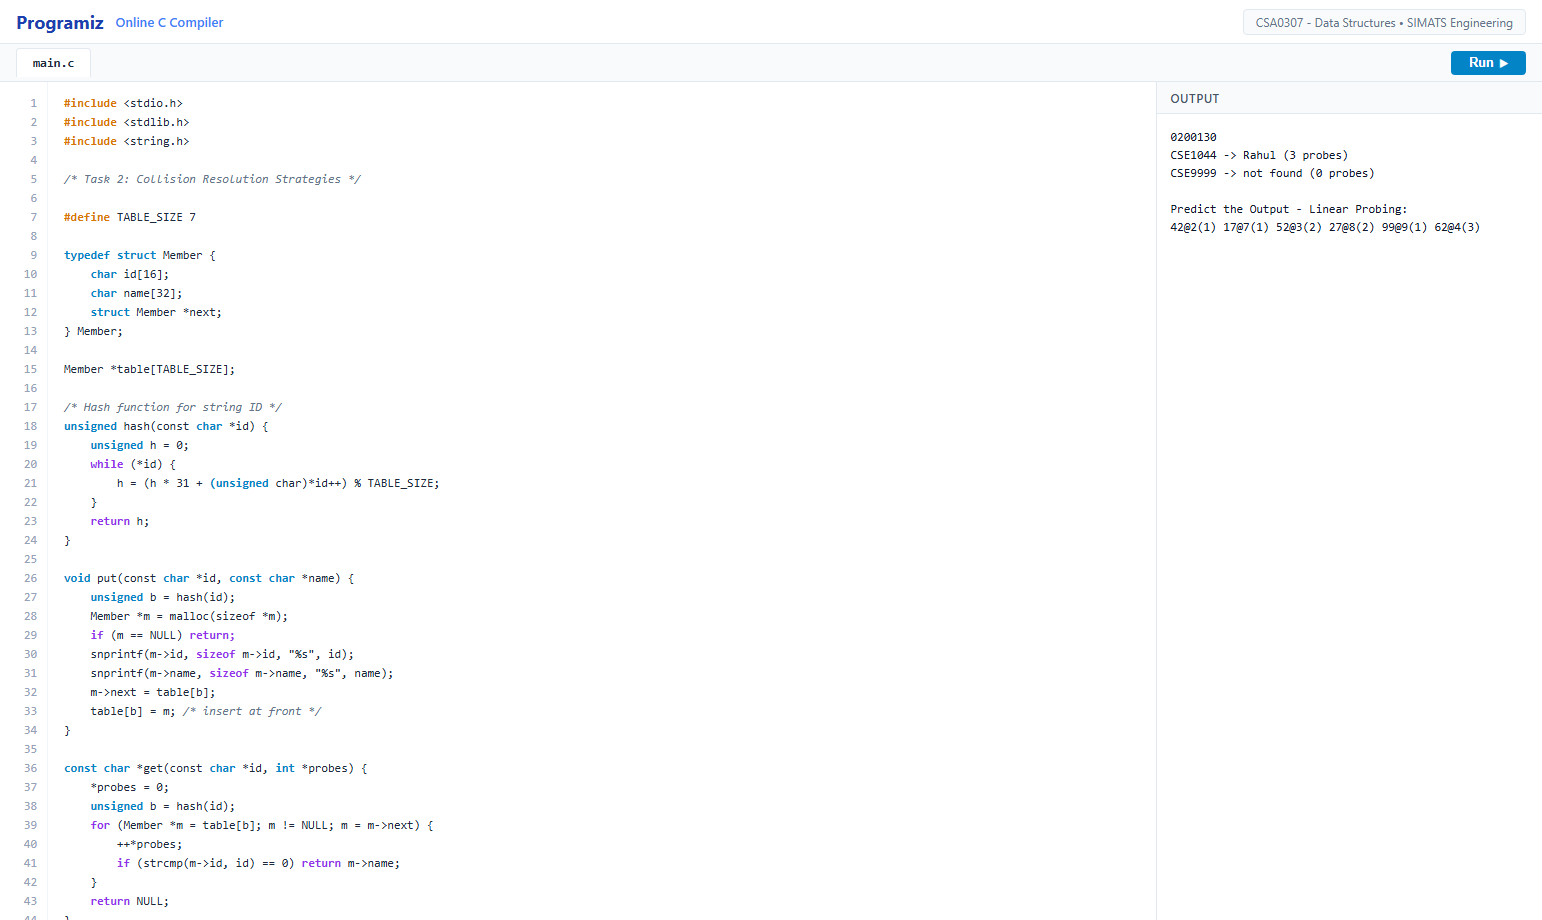 Programiz Online C Compiler
CSA0307 - Data Structures • SIMATS Engineering
main.c
Run ▶
1 #include <stdio.h>
2 #include <stdlib.h>
3 #include <string.h>
4
5 /* Task 2: Collision Resolution Strategies */
6
7 #define TABLE_SIZE 7
8
9 typedef struct Member {
10     char id[16];
11     char name[32];
12     struct Member *next;
13 } Member;
14
15 Member *table[TABLE_SIZE];
16
17 /* Hash function for string ID */
18 unsigned hash(const char *id) {
19     unsigned h = 0;
20     while (*id) {
21         h = (h * 31 + (unsigned char)*id++) % TABLE_SIZE;
22     }
23     return h;
24 }
25
26 void put(const char *id, const char *name) {
27     unsigned b = hash(id);
28     Member *m = malloc(sizeof *m);
29     if (m == NULL) return;
30     snprintf(m->id, sizeof m->id, "%s", id);
31     snprintf(m->name, sizeof m->name, "%s", name);
32     m->next = table[b];
33     table[b] = m; /* insert at front */
34 }
35
36 const char *get(const char *id, int *probes) {
37     *probes = 0;
38     unsigned b = hash(id);
39     for (Member *m = table[b]; m != NULL; m = m->next) {
40         ++*probes;
41         if (strcmp(m->id, id) == 0) return m->name;
42     }
43     return NULL;
44 }
OUTPUT
0200130
CSE1044 -> Rahul (3 probes)
CSE9999 -> not found (0 probes)
Predict the Output - Linear Probing:
42@2(1) 17@7(1) 52@3(2) 27@8(2) 99@9(1) 62@4(3)